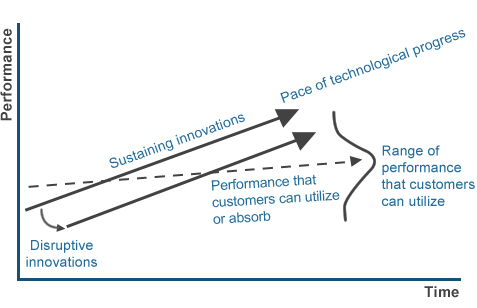 Performance
Pace of technological progress
Sustaining innovations
Range of
performance
that customers
can utilize
Performance that
customers can utilize
or absorb
Disruptive
innovations
Time